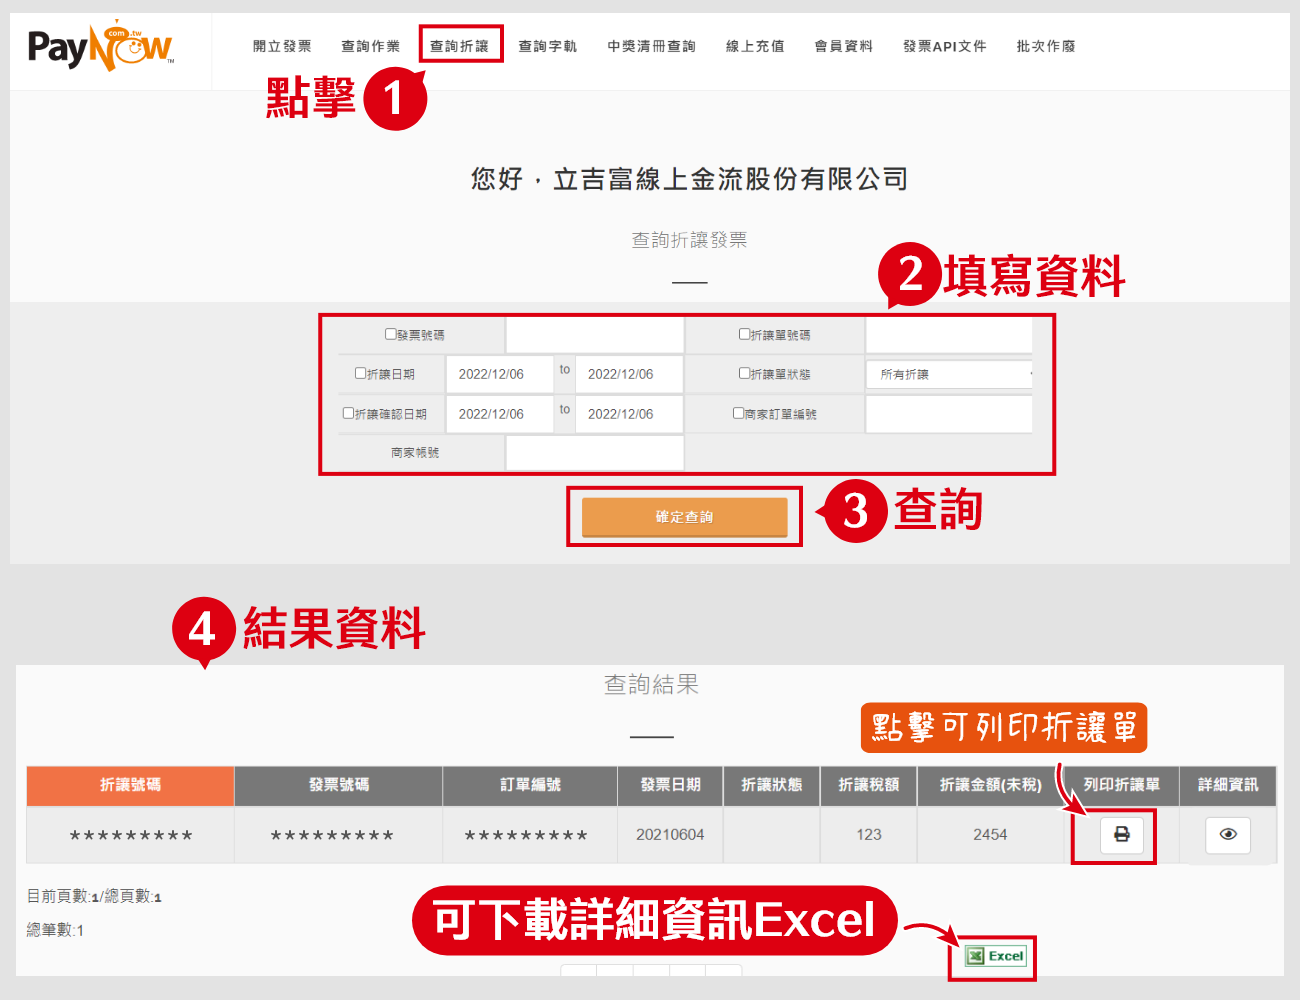 PayNow
com.tw
TM
開立發票 查詢作業 查詢折讓 查詢字軌 中獎清冊查詢 線上充值 會員資料 發票API文件 批次作廢
點擊 1
您好，立吉富線上金流股份有限公司
查詢折讓發票
2 填寫資料
發票號碼 折讓單號碼
折讓日期 2022/12/06 to 2022/12/06 折讓單狀態 所有折讓
折讓確認日期 2022/12/06 to 2022/12/06 商家訂單編號
商家帳號
確定查詢
3 查詢
4 結果資料
查詢結果
點擊可列印折讓單
折讓號碼 發票號碼 訂單編號 發票日期 折讓狀態 折讓稅額 折讓金額(未稅) 列印折讓單 詳細資訊
********* ********* ********* 20210604 123 2454
目前頁數:1/總頁數:1
總筆數:1
可下載詳細資訊Excel
Excel